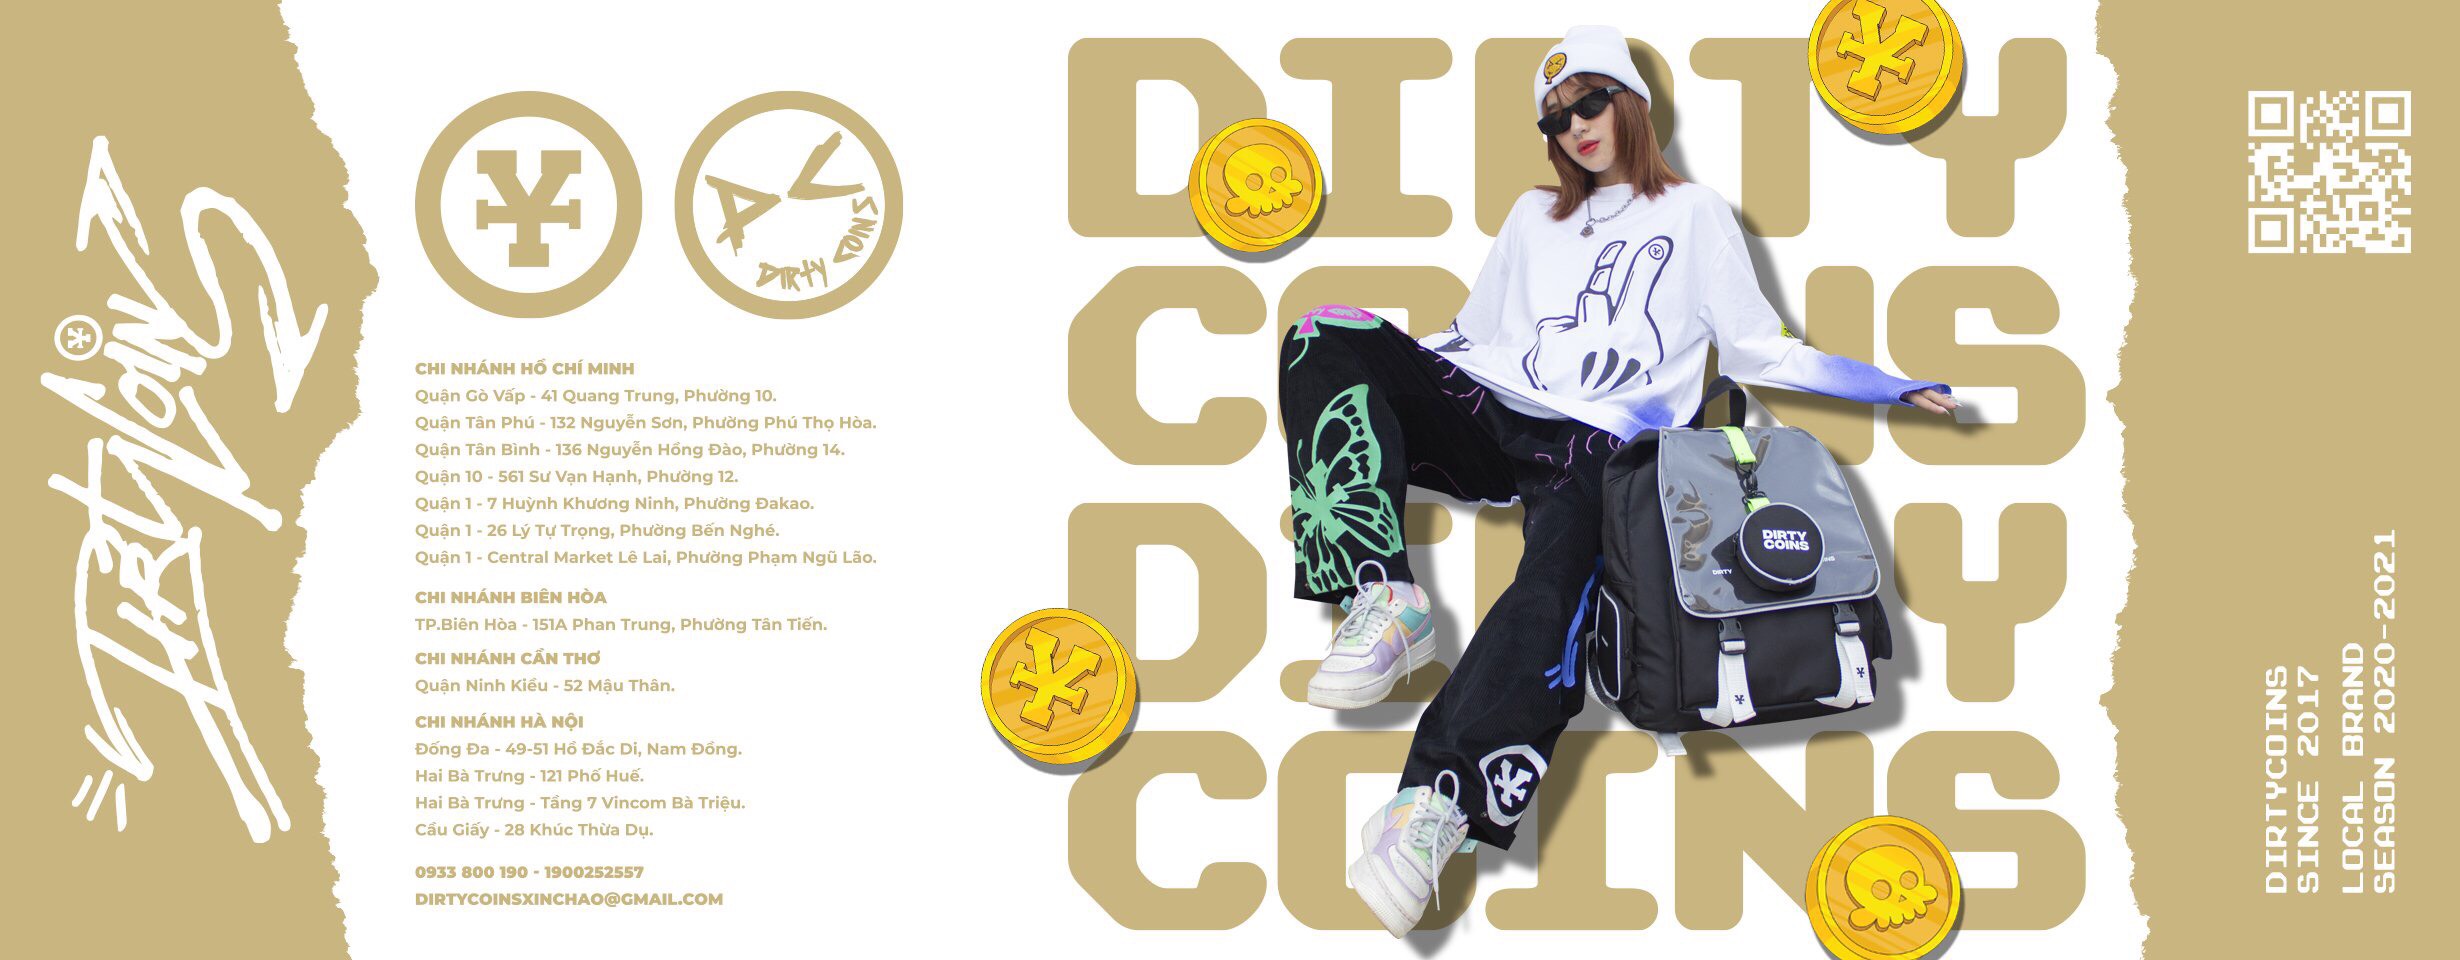 DIRTYCOINS
DIRTY COINS
CHI NHÁNH HỒ CHÍ MINH
Quận Gò Vấp - 41 Quang Trung, Phường 10.
Quận Tân Phú - 132 Nguyễn Sơn, Phường Phú Thọ Hòa.
Quận Tân Bình - 136 Nguyễn Hồng Đào, Phường 14.
Quận 10 - 561 Sư Vạn Hạnh, Phường 12.
Quận 1 - 7 Huỳnh Khương Ninh, Phường Đakao.
Quận 1 - 26 Lý Tự Trọng, Phường Bến Nghé.
Quận 1 - Central Market Lê Lai, Phường Phạm Ngũ Lão.
CHI NHÁNH BIÊN HÒA
TP.Biên Hòa - 151A Phan Trung, Phường Tân Tiến.
CHI NHÁNH CẦN THƠ
Quận Ninh Kiều - 52 Mậu Thân.
CHI NHÁNH HÀ NỘI
Đống Đa - 49-51 Hồ Đắc Di, Nam Đồng.
Hai Bà Trưng - 121 Phố Huế.
Hai Bà Trưng - Tầng 7 Vincom Bà Triệu.
Cầu Giấy - 28 Khúc Thừa Dụ.
0933 800 190 - 1900252557
DIRTYCOINSXINCHAO@GMAIL.COM
DIRTY
COINS
DIRTY
COINS
DIRTY
COINS
DIRTYCOINS
SINCE 2017
LOCAL BRAND
SEASON 2020-2021